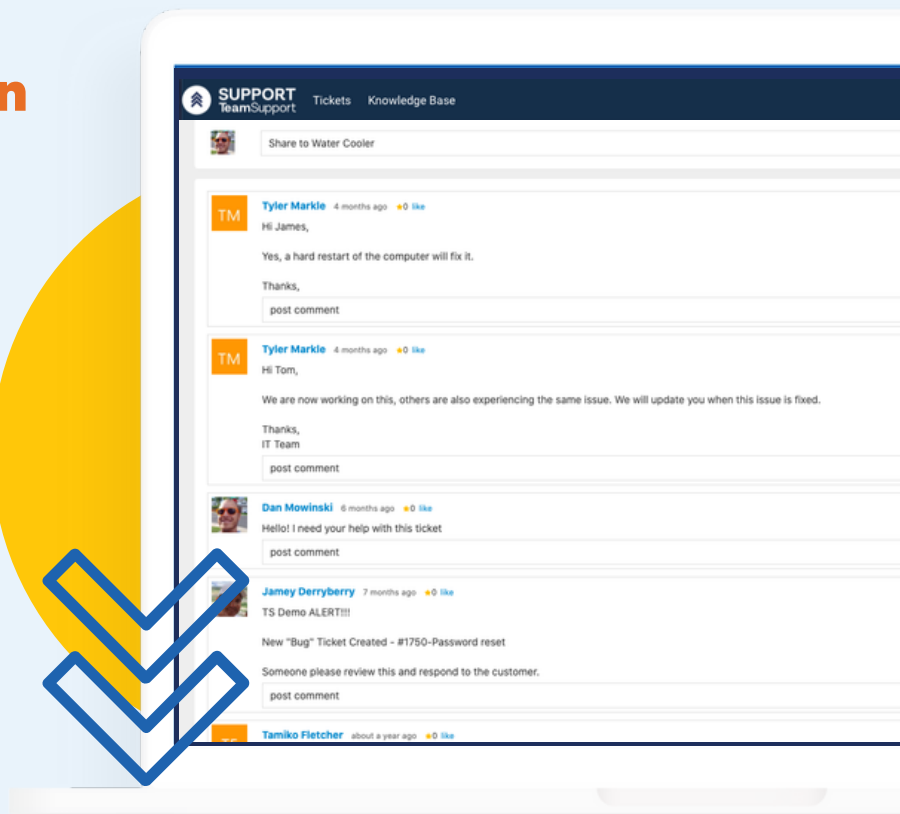 n
SUPPORT
TeamSupport
Tickets Knowledge Base
Share to Water Cooler
TM
Tyler Markle 4 months ago 0 like
Hi James,
Yes, a hard restart of the computer will fix it.
Thanks,
post comment
TM
Tyler Markle 4 months ago 0 like
Hi Tom,
We are now working on this, others are also experiencing the same issue. We will update you when this issue is fixed.
Thanks,
IT Team
post comment
Dan Mowinski 6 months ago 0 like
Hello! I need your help with this ticket
post comment
Jamey Derryberry 7 months ago 0 like
TS Demo ALERT!!!
New "Bug" Ticket Created - #1750-Password reset
Someone please review this and respond to the customer.
post comment
Tamiko Fletcher about a year ago 0 like